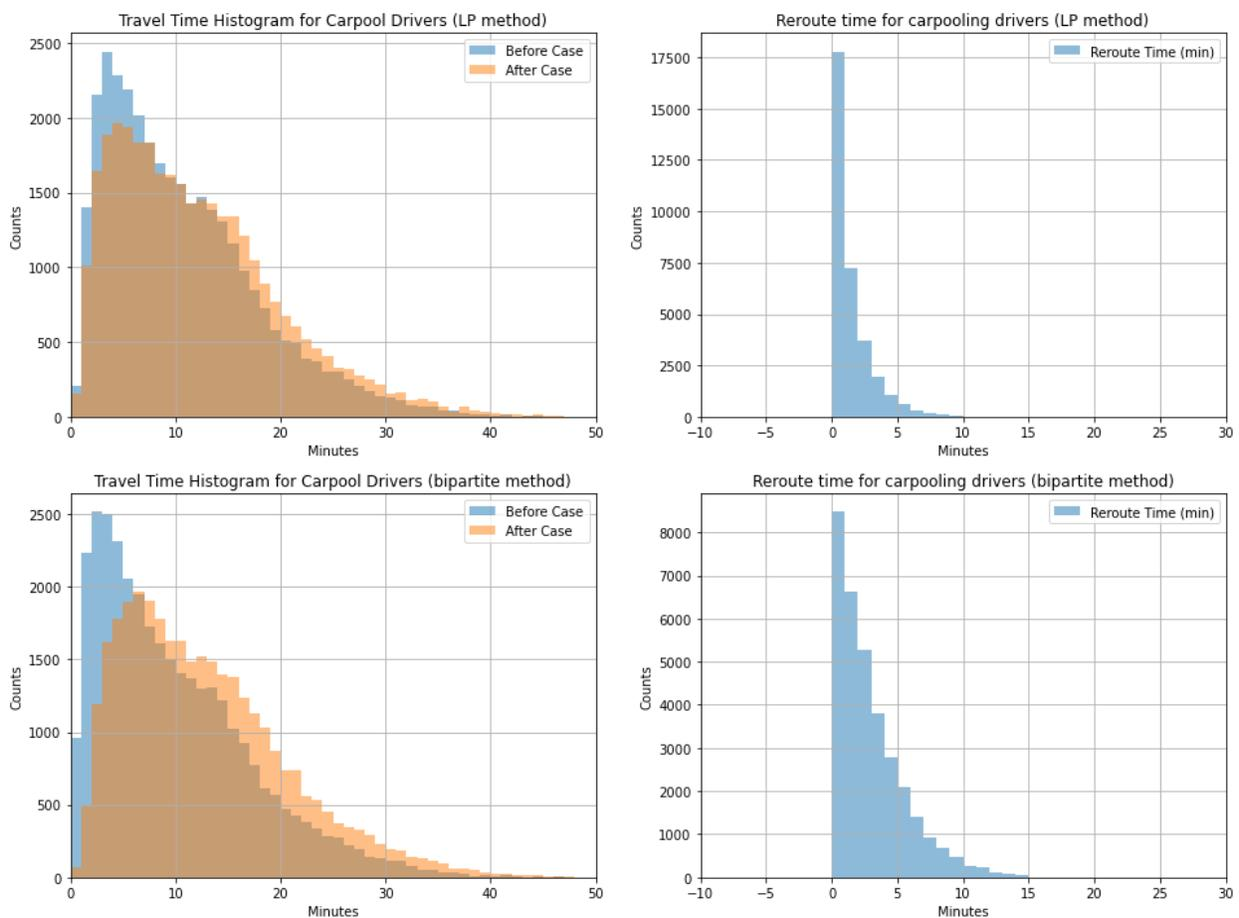 Travel Time Histogram for Carpool Drivers (LP method)
Before Case
After Case
2500
2000
1500
1000
500
0
Counts
0 10 20 30 40 50
Minutes
Reroute time for carpooling drivers (LP method)
Reroute Time (min)
17500
15000
12500
10000
7500
5000
2500
0
Counts
−10 −5 0 5 10 15 20 25 30
Minutes
Travel Time Histogram for Carpool Drivers (bipartite method)
Before Case
After Case
2500
2000
1500
1000
500
0
Counts
0 10 20 30 40 50
Minutes
Reroute time for carpooling drivers (bipartite method)
Reroute Time (min)
8000
7000
6000
5000
4000
3000
2000
1000
0
Counts
−10 −5 0 5 10 15 20 25 30
Minutes